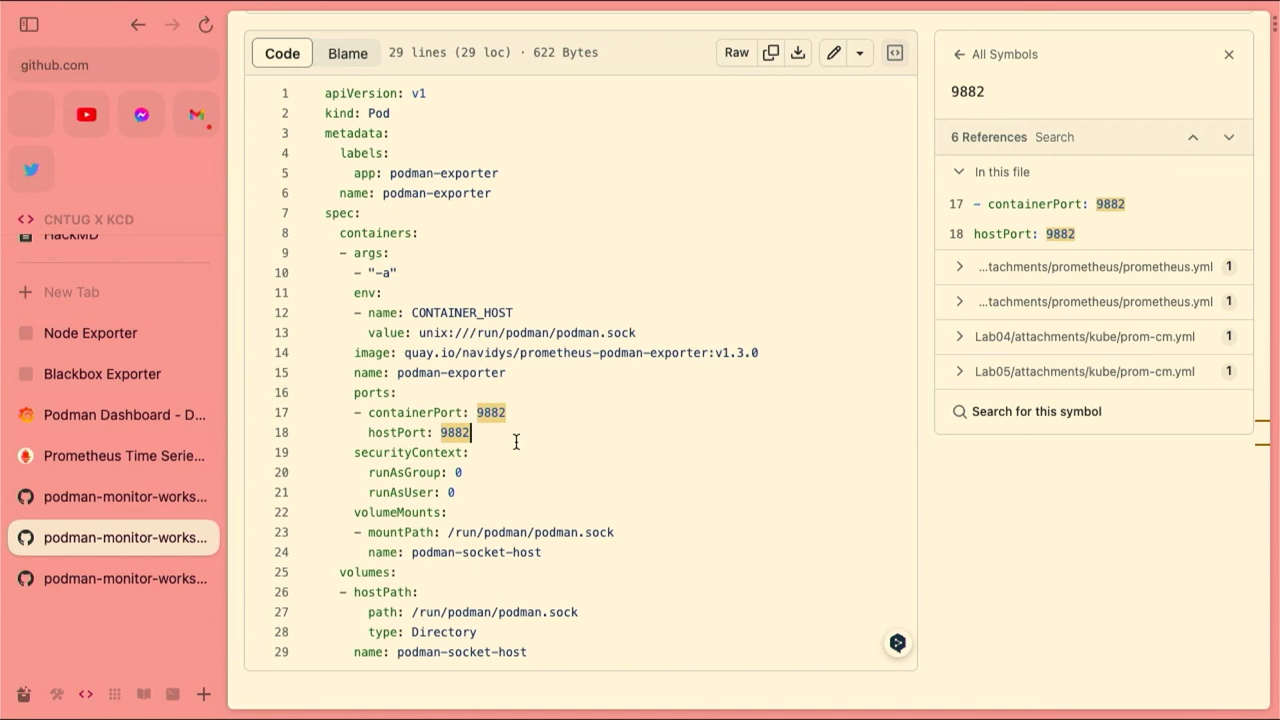 github.com
CNTUG X KCD
HackMD
New Tab
Node Exporter
Blackbox Exporter
Podman Dashboard - D...
Prometheus Time Serie...
podman-monitor-works...
podman-monitor-works...
podman-monitor-works...
Code
Blame
29 lines (29 loc) · 622 Bytes
Raw
1 apiVersion: v1
2 kind: Pod
3 metadata:
4 labels:
5 app: podman-exporter
6 name: podman-exporter
7 spec:
8 containers:
9 - args:
10 - "-a"
11 env:
12 - name: CONTAINER_HOST
13 value: unix:///run/podman/podman.sock
14 image: quay.io/navidys/prometheus-podman-exporter:v1.3.0
15 name: podman-exporter
16 ports:
17 - containerPort: 9882
18 hostPort: 9882
19 securityContext:
20 runAsGroup: 0
21 runAsUser: 0
22 volumeMounts:
23 - mountPath: /run/podman/podman.sock
24 name: podman-socket-host
25 volumes:
26 - hostPath:
27 path: /run/podman/podman.sock
28 type: Directory
29 name: podman-socket-host
All Symbols
9882
6 References Search
In this file
17 - containerPort: 9882
18 hostPort: 9882
...tachments/prometheus/prometheus.yml 1
...tachments/prometheus/prometheus.yml 1
Lab04/attachments/kube/prom-cm.yml 1
Lab05/attachments/kube/prom-cm.yml 1
Search for this symbol